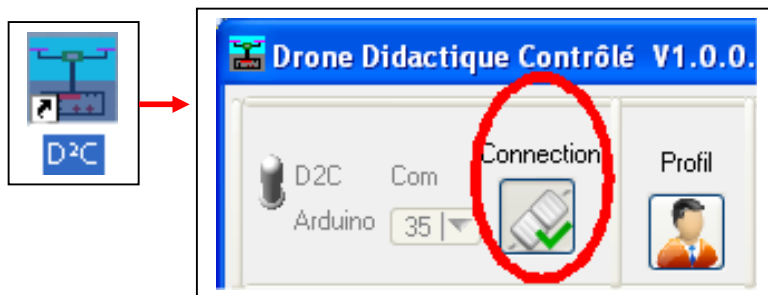 D²C
Drone Didactique Contrôlé V1.0.0.
Connection
Profil
D2C
Com
Arduino
35